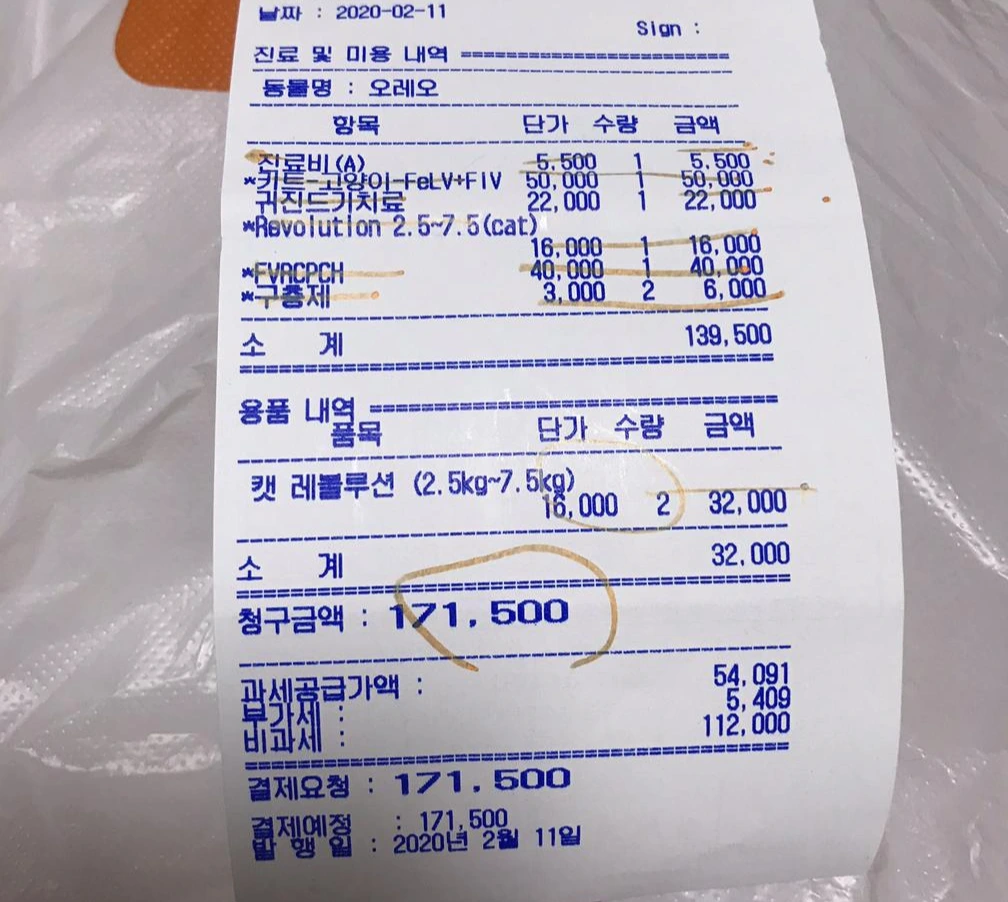 날짜 : 2020-02-11
Sign :
진료 및 미용 내역 ==============================
동물명 : 오레오
항목 단가 수량 금액
진료비(A) 5,500 1 5,500
*키트-고양이-FeLV+FIV 50,000 1 50,000
귀진드기치료 22,000 1 22,000
*Revolution 2.5~7.5(cat)
16,000 1 16,000
*FVRCPCH 40,000 1 40,000
*구충제 3,000 2 6,000
소 계 139,500
용품 내역 ==============================
품목 단가 수량 금액
캣 레볼루션 (2.5kg~7.5kg)
16,000 2 32,000
소 계 32,000
청구금액 : 171,500
과세공급가액 : 54,091
부가세 : 5,409
비과세 : 112,000
결제요청 : 171,500
결제예정 : 171,500
발 행 일 : 2020년 2월 11일